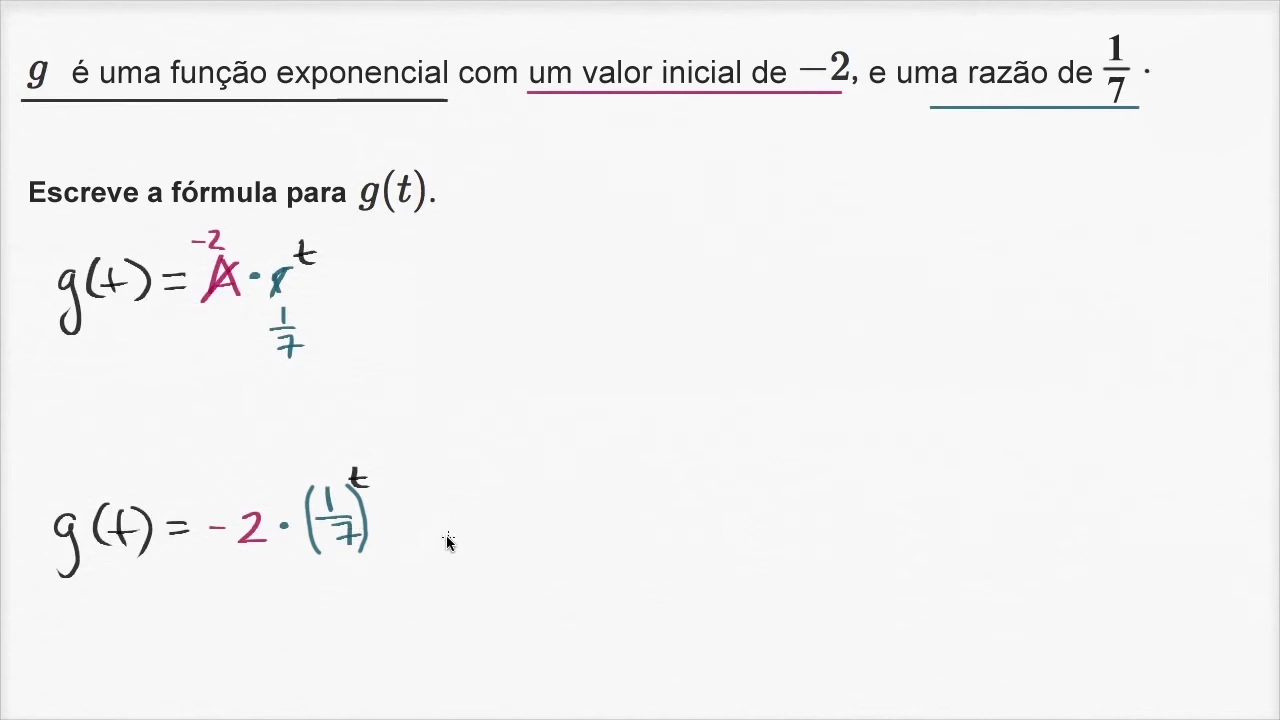 g é uma função exponencial com um valor inicial de −2, e uma razão de 1/7.
Escreve a fórmula para g(t).
-2
g(t) = A · r^t
1/7
g(t) = -2 · (1/7)^t